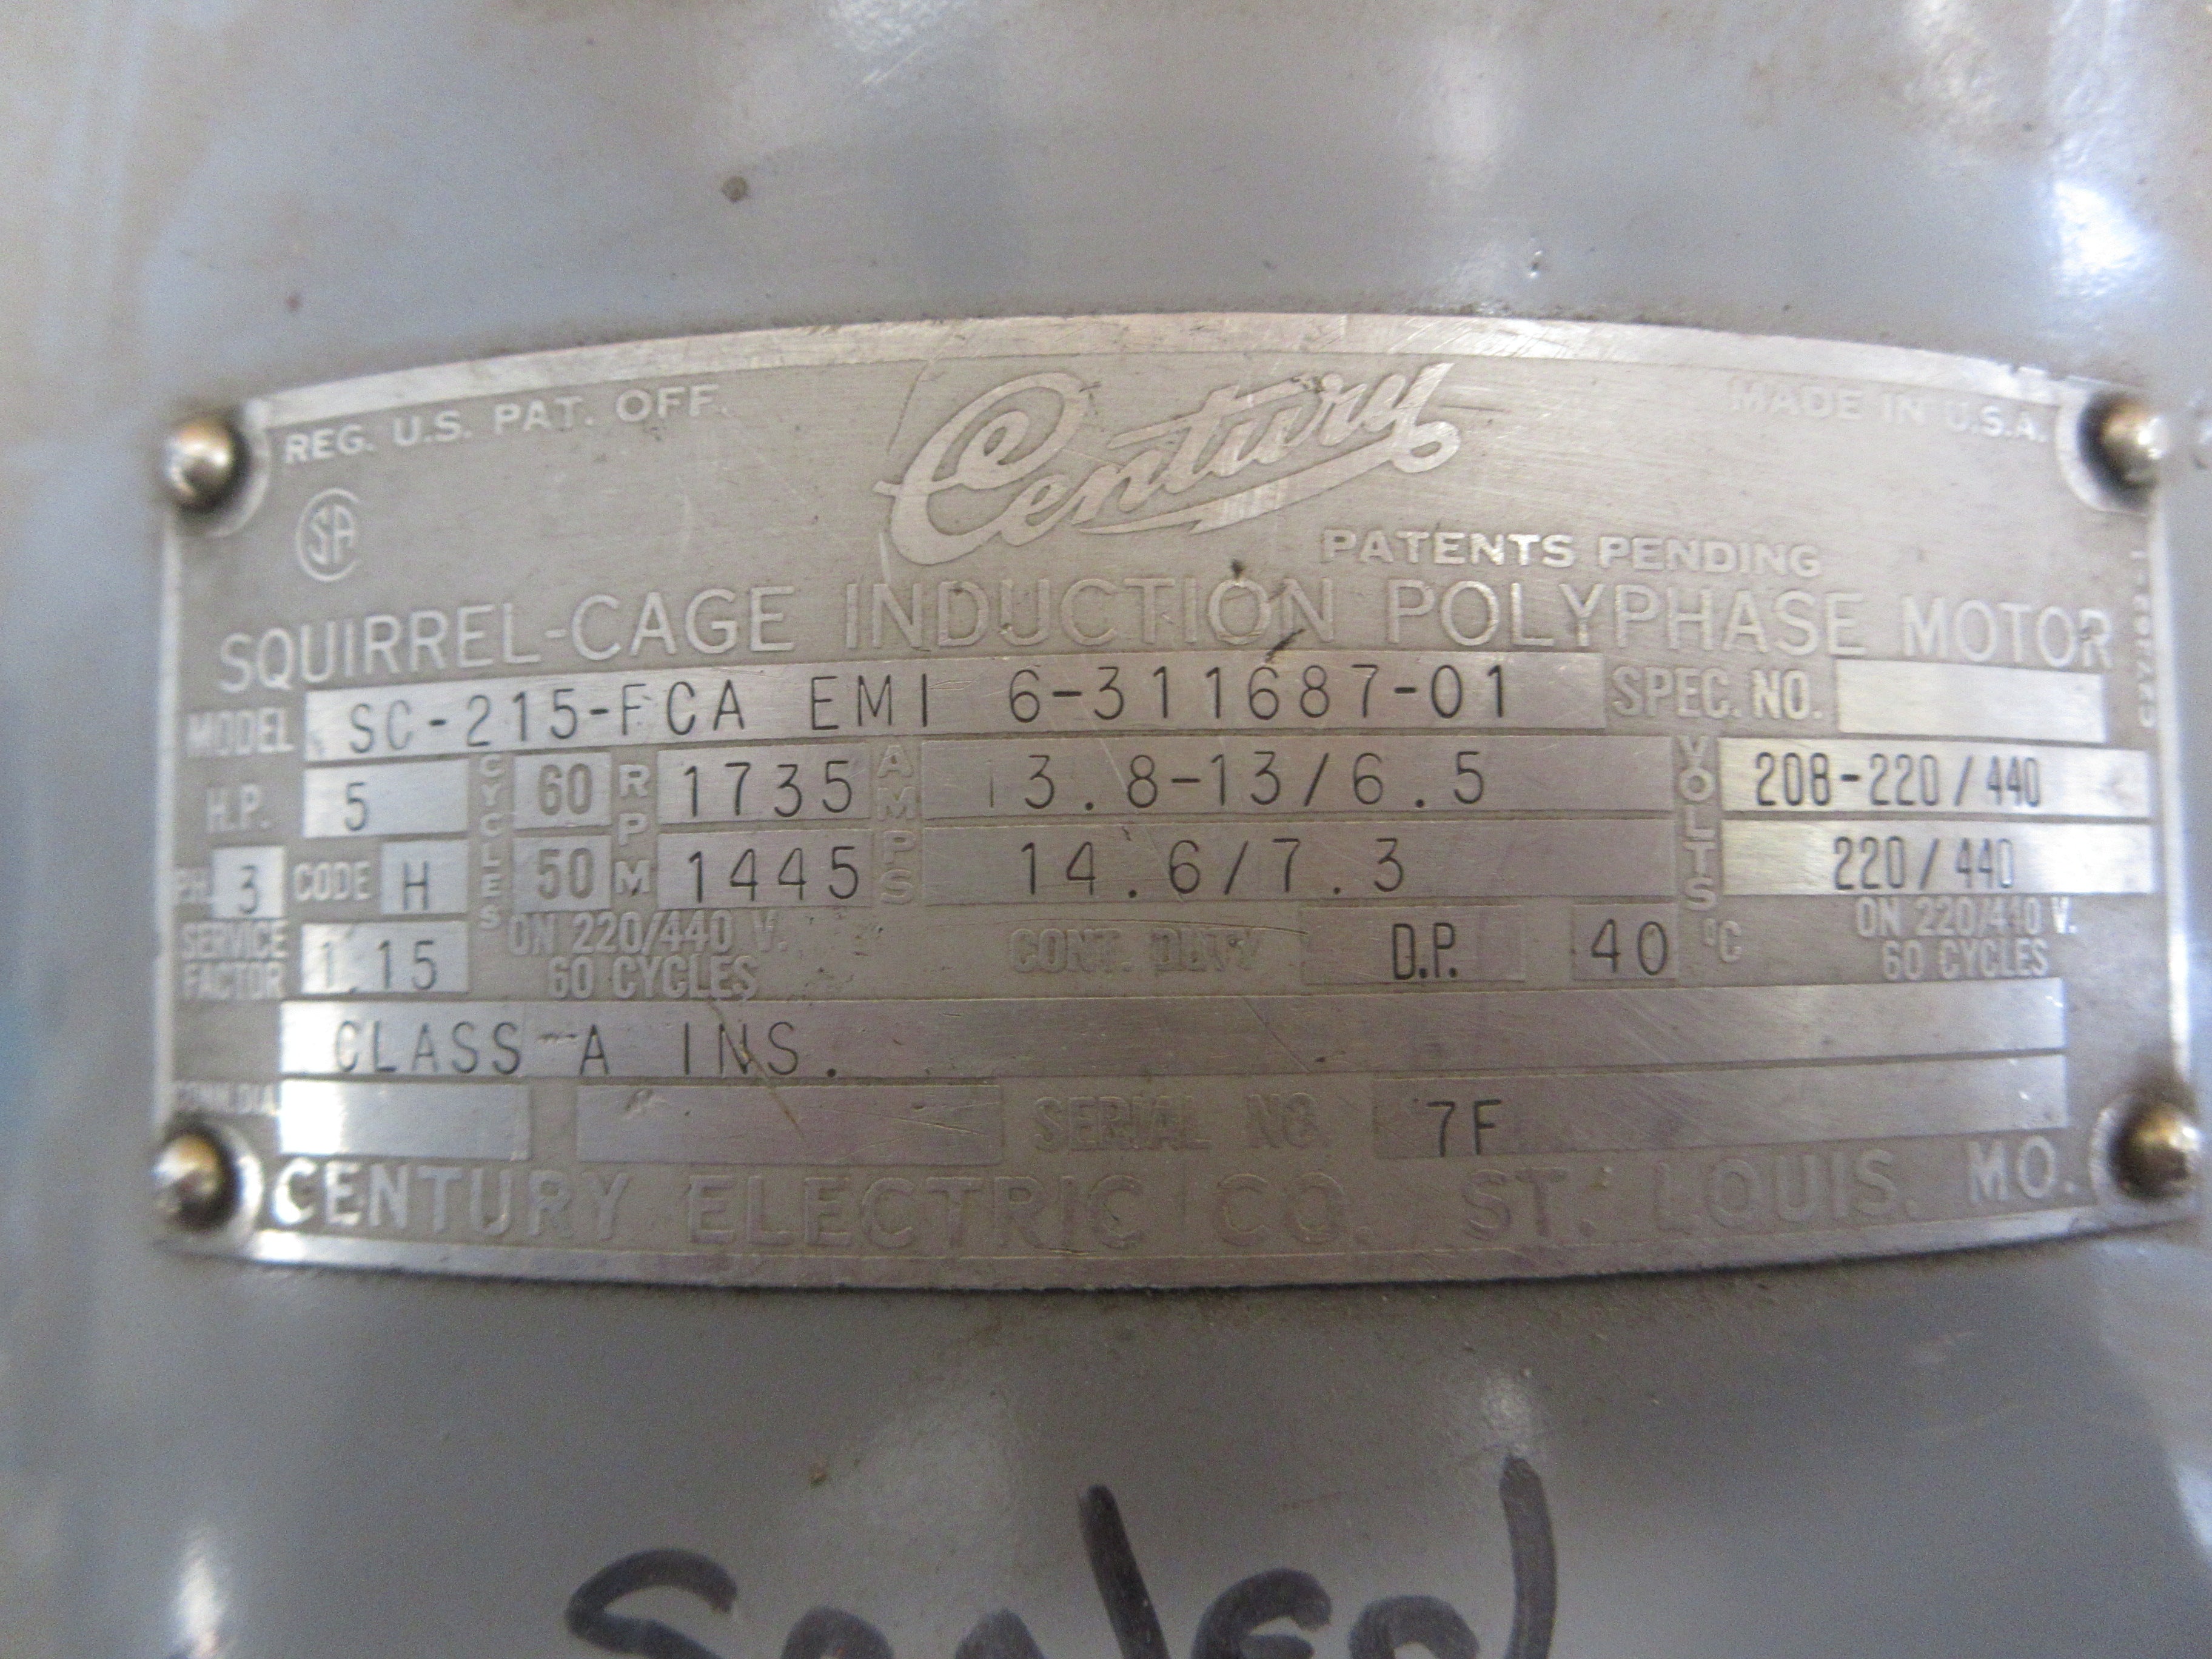 REG. U.S. PAT. OFF. Century MADE IN U.S.A.
SA
PATENTS PENDING
SQUIRREL-CAGE INDUCTION POLYPHASE MOTOR
MODEL SC-215-FCA EMI 6-311687-01 SPEC. NO.
H.P. 5 CYCLES 60 RPM 1735 AMPS 13.8-13/6.5 VOLTS 208-220/440
PH. 3 CODE H 50 1445 14.6/7.3 220/440
SERVICE FACTOR 1.15 ON 220/440 V. 60 CYCLES CONT. DUTY D.P. 40 °C ON 220/440 V. 60 CYCLES
CLASS-A INS.
CONN. DIA. SERIAL NO 7F
CENTURY ELECTRIC CO. ST. LOUIS. MO.